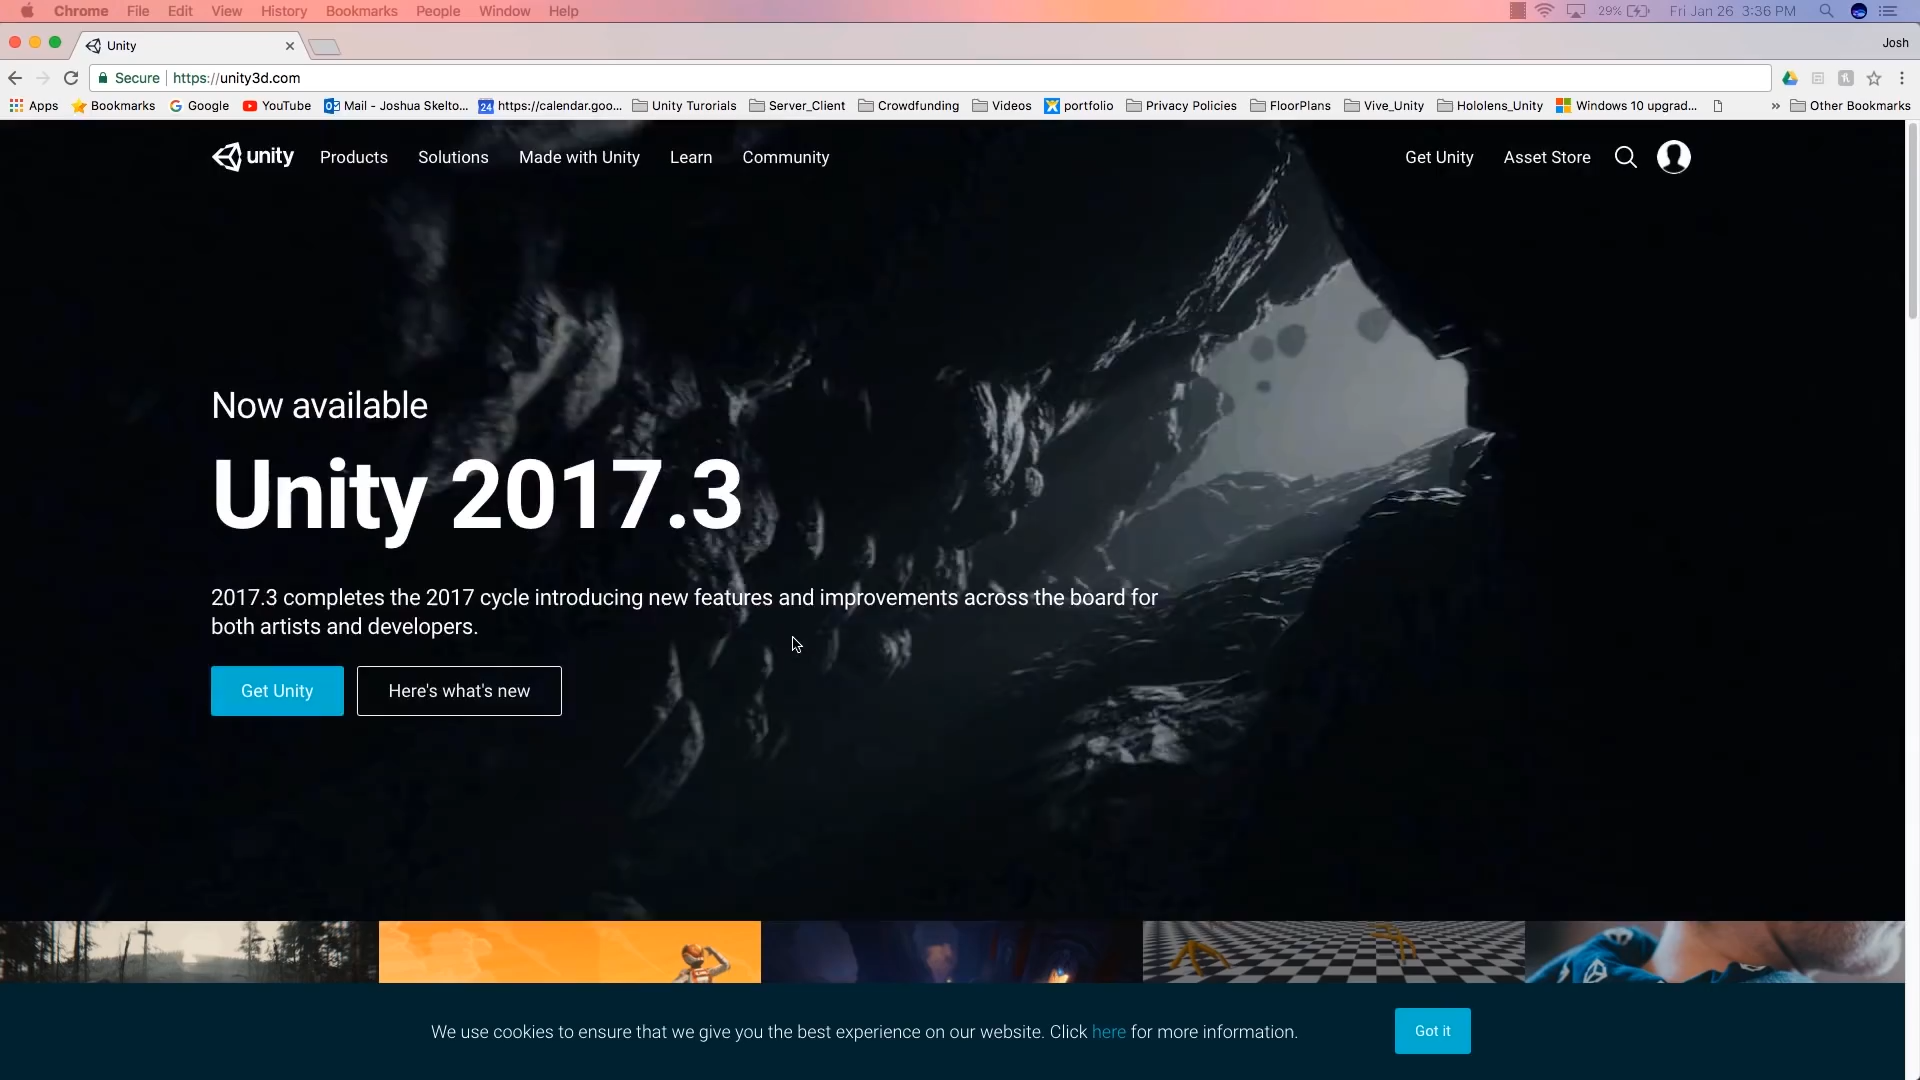 Chrome File Edit View History Bookmarks People Window Help 29% Fri Jan 26 3:36 PM
Unity Josh
Secure https://unity3d.com
Apps Bookmarks Google YouTube Mail - Joshua Skelto... 24 https://calendar.goo... Unity Turorials Server_Client Crowdfunding Videos portfolio Privacy Policies FloorPlans Vive_Unity Hololens_Unity Windows 10 upgrad... » Other Bookmarks
unity Products Solutions Made with Unity Learn Community Get Unity Asset Store
Now available
Unity 2017.3
2017.3 completes the 2017 cycle introducing new features and improvements across the board for
both artists and developers.
Get Unity Here's what's new
We use cookies to ensure that we give you the best experience on our website. Click here for more information. Got it